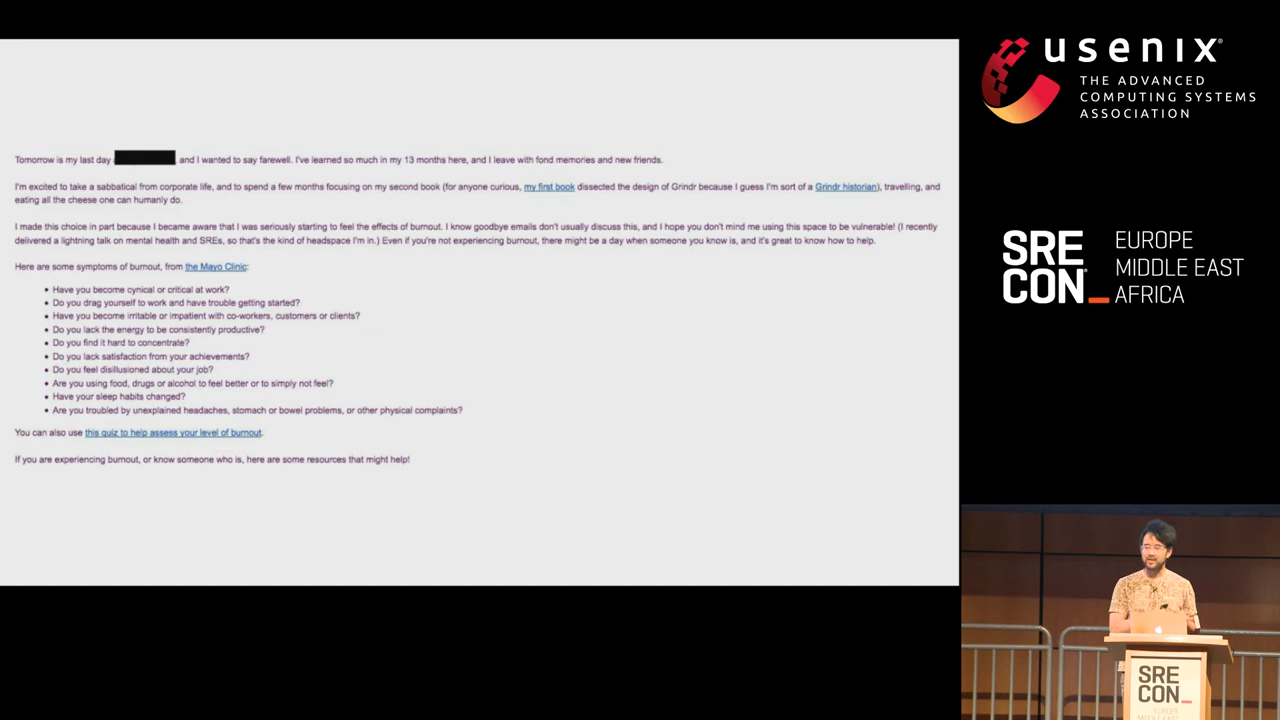 Tomorrow is my last day , and I wanted to say farewell. I've learned so much in my 13 months here, and I leave with fond memories and new friends.
I'm excited to take a sabbatical from corporate life, and to spend a few months focusing on my second book (for anyone curious, my first book dissected the design of Grindr because I guess I'm sort of a Grindr historian), travelling, and
eating all the cheese one can humanly do.
I made this choice in part because I became aware that I was seriously starting to feel the effects of burnout. I know goodbye emails don't usually discuss this, and I hope you don't mind me using this space to be vulnerable! (I recently
delivered a lightning talk on mental health and SREs, so that's the kind of headspace I'm in.) Even if you're not experiencing burnout, there might be a day when someone you know is, and it's great to know how to help.
Here are some symptoms of burnout, from the Mayo Clinic:
• Have you become cynical or critical at work?
• Do you drag yourself to work and have trouble getting started?
• Have you become irritable or impatient with co-workers, customers or clients?
• Do you lack the energy to be consistently productive?
• Do you find it hard to concentrate?
• Do you lack satisfaction from your achievements?
• Do you feel disillusioned about your job?
• Are you using food, drugs or alcohol to feel better or to simply not feel?
• Have your sleep habits changed?
• Are you troubled by unexplained headaches, stomach or bowel problems, or other physical complaints?
You can also use this quiz to help assess your level of burnout.
If you are experiencing burnout, or know someone who is, here are some resources that might help!
usenix®
THE ADVANCED
COMPUTING SYSTEMS
ASSOCIATION
SRE
CON_
EUROPE
MIDDLE EAST
AFRICA
SRE
CON_
EUROPE
MIDDLE EAST